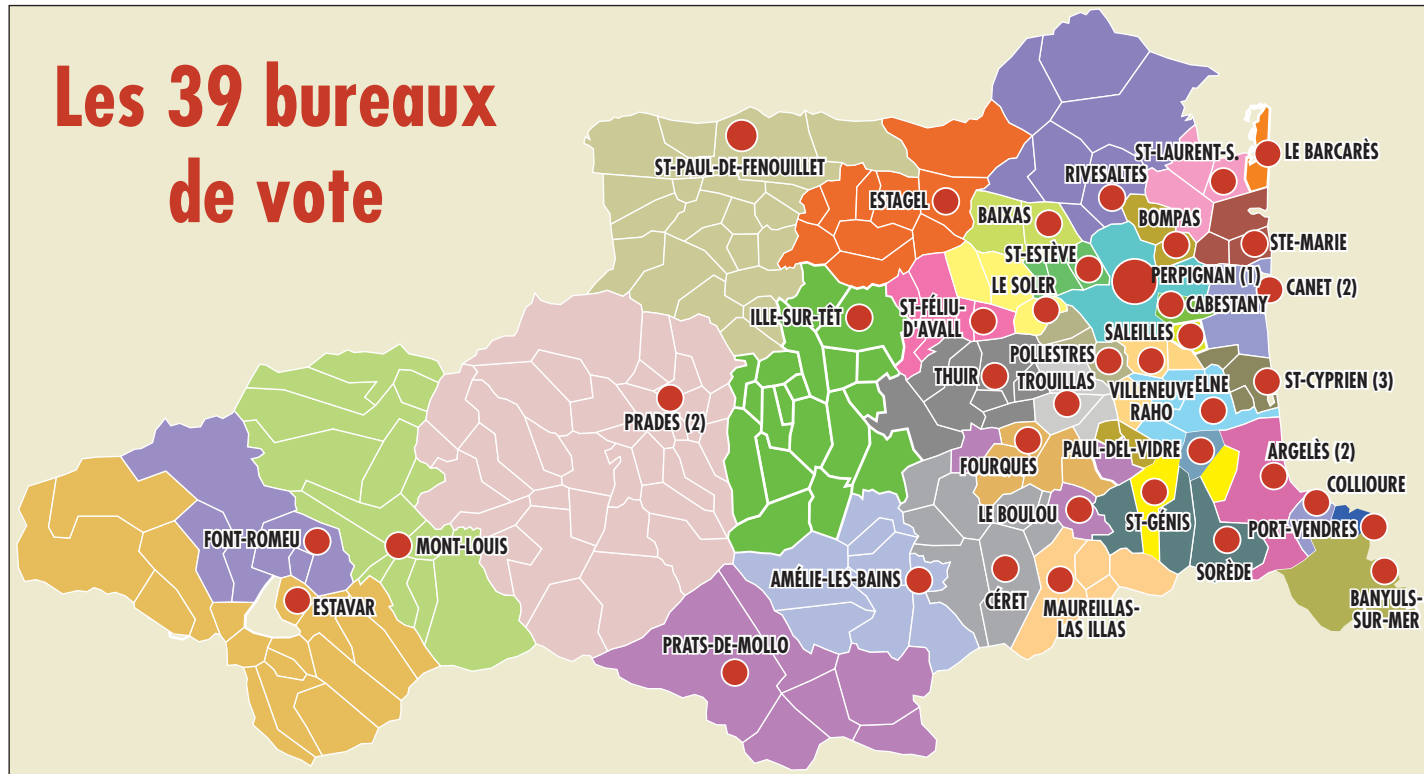 Les 39 bureaux
de vote
ST-PAUL-DE-FENOUILLET
ST-LAURENT-S.
LE BARCARÈS
RIVESALTES
ESTAGEL
BAIXAS
BOMPAS
STE-MARIE
ST-ESTÈVE
PERPIGNAN (1)
CANET (2)
LE SOLER
CABESTANY
ILLE-SUR-TÊT
ST-FÉLIU-
D'AVALL
SALEILLES
POLLESTRES
THUIR
TROUILLAS
VILLENEUVE
RAHO
ELNE
ST-CYPRIEN (3)
PRADES (2)
PAUL-DEL-VIDRE
ARGELÈS (2)
FOURQUES
COLLIOURE
LE BOULOU
ST-GÉNIS
PORT-VENDRES
FONT-ROMEU
MONT-LOUIS
SORÈDE
AMÉLIE-LES-BAINS
CÉRET
MAUREILLAS-
LAS ILLAS
BANYULS-
SUR-MER
ESTAVAR
PRATS-DE-MOLLO